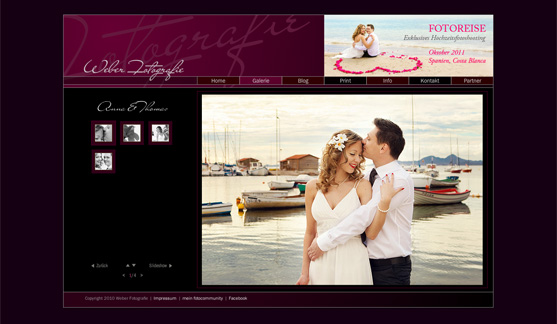 Weber Fotografie
FOTOREISE
Exklusives Hochzeitsfotoshooting
Oktober 2011
Spanien, Costa Blanca
Home Galerie Blog Print Info Kontakt Partner
Anna & Thomas
Zurück Slideshow
1/4
Copyright 2010 Weber Fotografie | Impressum | mein fotocommunity | Facebook